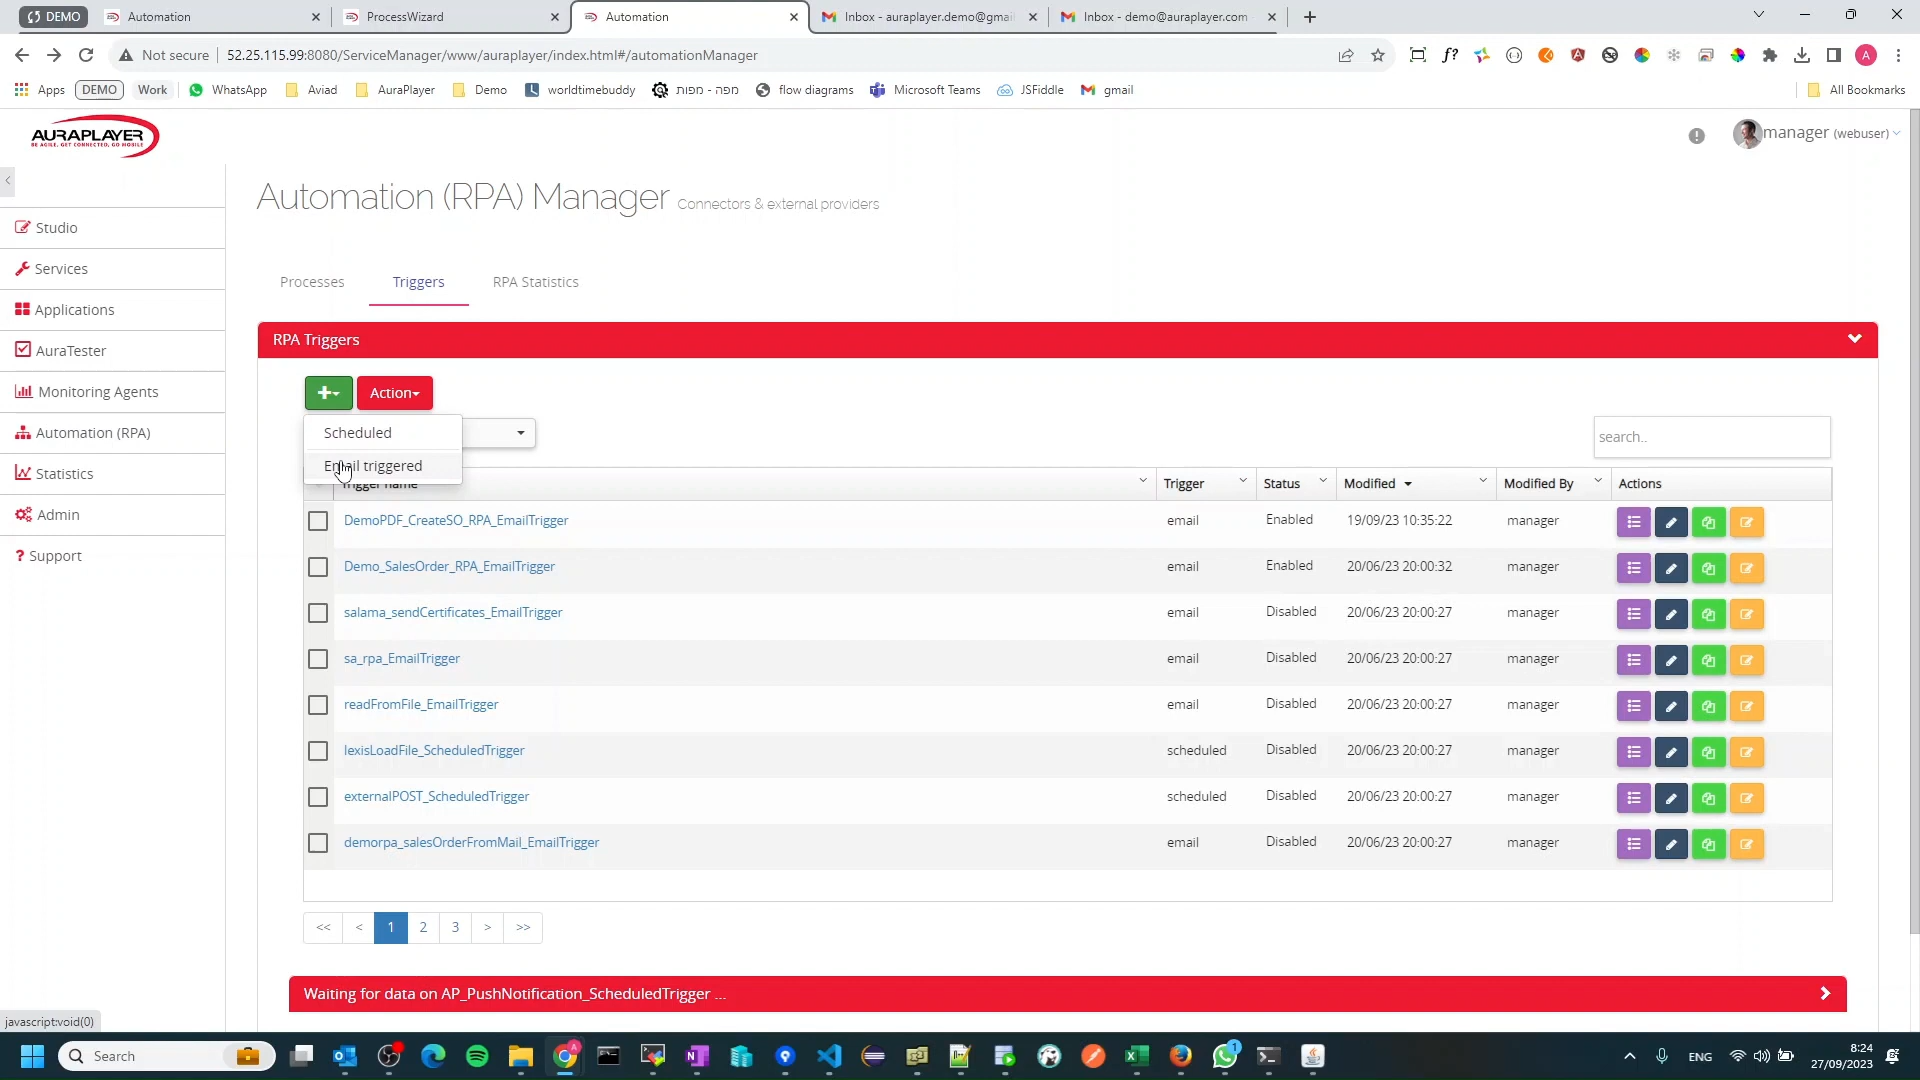 DEMO
Automation
ProcessWizard
Automation
Inbox - auraplayer.demo@gmai
Inbox - demo@auraplayer.com
Not secure
52.25.115.99:8080/ServiceManager/www/auraplayer/index.html#/automationManager
A
Apps
DEMO
Work
WhatsApp
Aviad
AuraPlayer
Demo
worldtimebuddy
מפה - מפות
flow diagrams
Microsoft Teams
JSFiddle
gmail
All Bookmarks
AURAPLAYER
BE AGILE. GET CONNECTED. GO MOBILE
manager (webuser)
Automation (RPA) Manager Connectors & external providers
Studio
Services
Applications
AuraTester
Monitoring Agents
Automation (RPA)
Statistics
Admin
Support
Processes
Triggers
RPA Statistics
RPA Triggers
Action
Scheduled
Email triggered
search..
Trigger name
Trigger
Status
Modified
Modified By
Actions
DemoPDF_CreateSO_RPA_EmailTrigger email Enabled 19/09/23 10:35:22 manager
Demo_SalesOrder_RPA_EmailTrigger email Enabled 20/06/23 20:00:32 manager
salama_sendCertificates_EmailTrigger email Disabled 20/06/23 20:00:27 manager
sa_rpa_EmailTrigger email Disabled 20/06/23 20:00:27 manager
readFromFile_EmailTrigger email Disabled 20/06/23 20:00:27 manager
lexisLoadFile_ScheduledTrigger scheduled Disabled 20/06/23 20:00:27 manager
externalPOST_ScheduledTrigger scheduled Disabled 20/06/23 20:00:27 manager
demorpa_salesOrderFromMail_EmailTrigger email Disabled 20/06/23 20:00:27 manager
<< < 1 2 3 > >>
Waiting for data on AP_PushNotification_ScheduledTrigger ...
javascript:void(0)
Search
ENG
8:24
27/09/2023